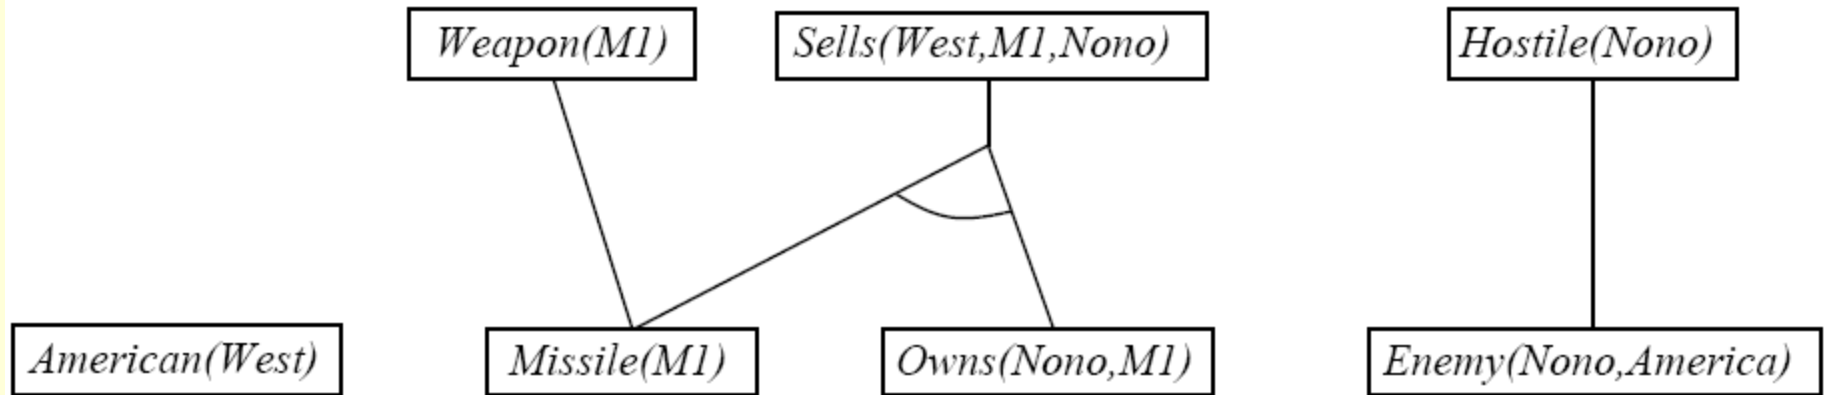 Weapon(M1)
Sells(West,M1,Nono)
Hostile(Nono)
American(West)
Missile(M1)
Owns(Nono,M1)
Enemy(Nono,America)